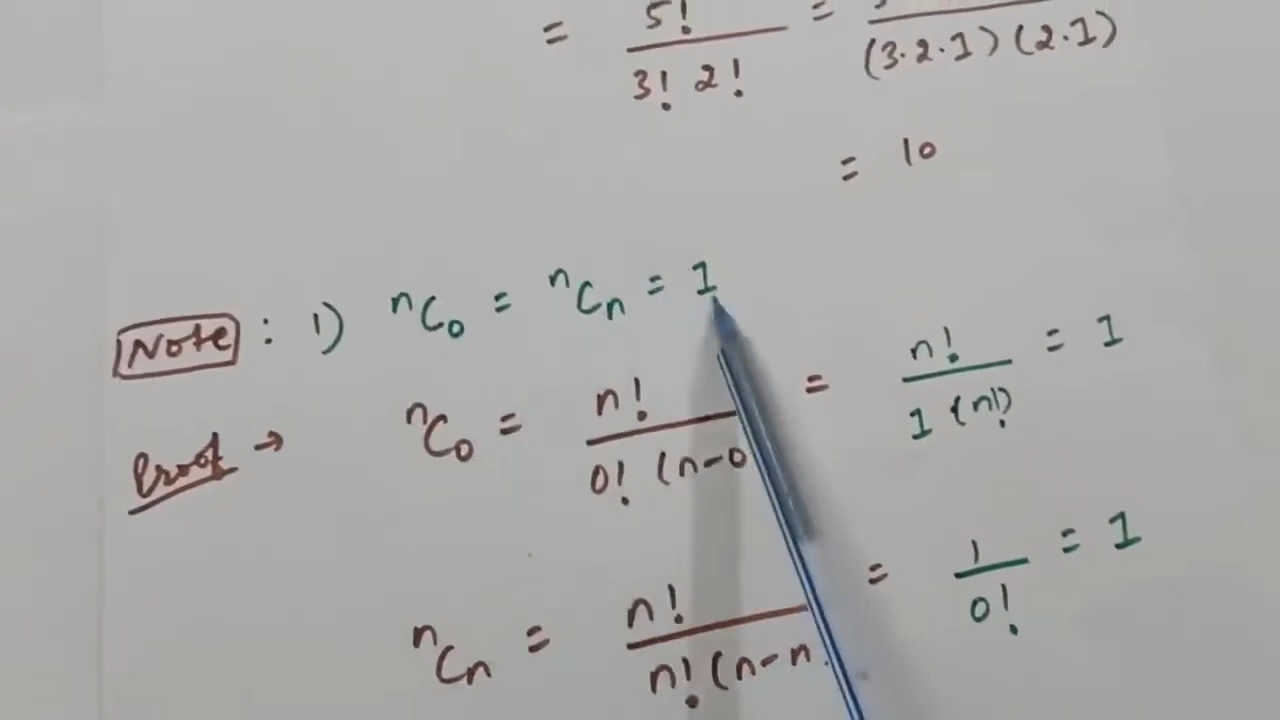 = 5!/(3! 2!) = /((3·2·1)(2·1))
= 10
Note : 1) ⁿC₀ = ⁿCₙ = 1
Proof → ⁿC₀ = n!/(0! (n-0 = n!/(1 (n!)) = 1
ⁿCₙ = n!/(n! (n-n = 1/0! = 1